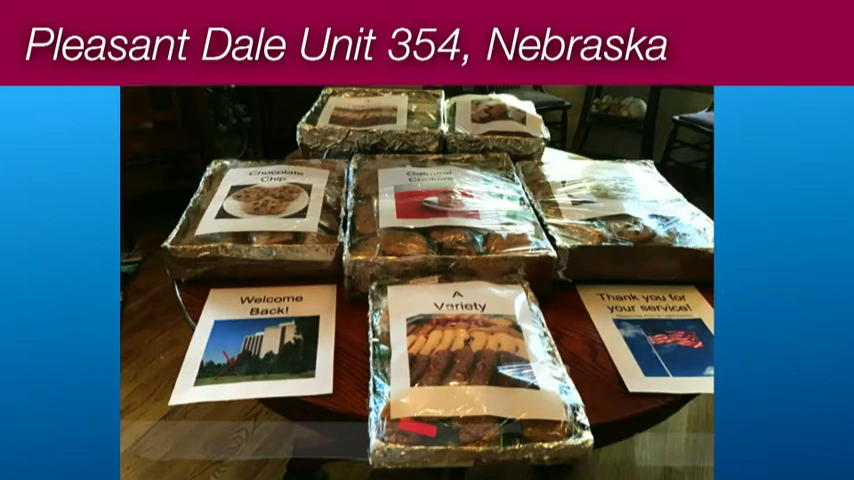 Pleasant Dale Unit 354, Nebraska
Chocolate
Chip
Oatmeal
Cookies
Welcome
Back!
A
Variety
Thank you for
your service!